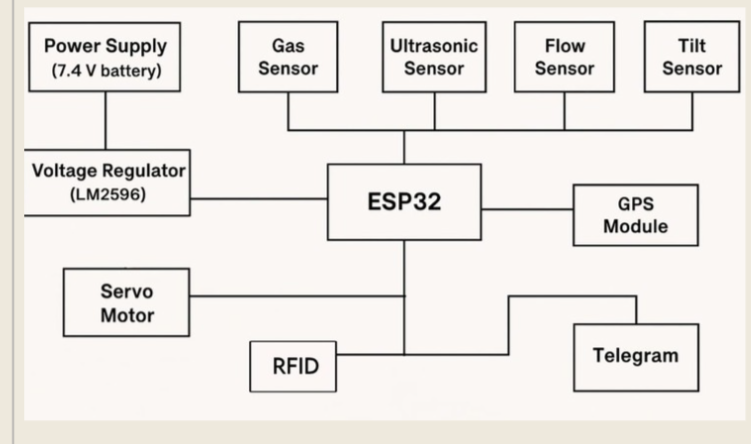 Power Supply
(7.4 V battery)
Gas
Sensor
Ultrasonic
Sensor
Flow
Sensor
Tilt
Sensor
Voltage Regulator
(LM2596)
ESP32
GPS
Module
Servo
Motor
RFID
Telegram